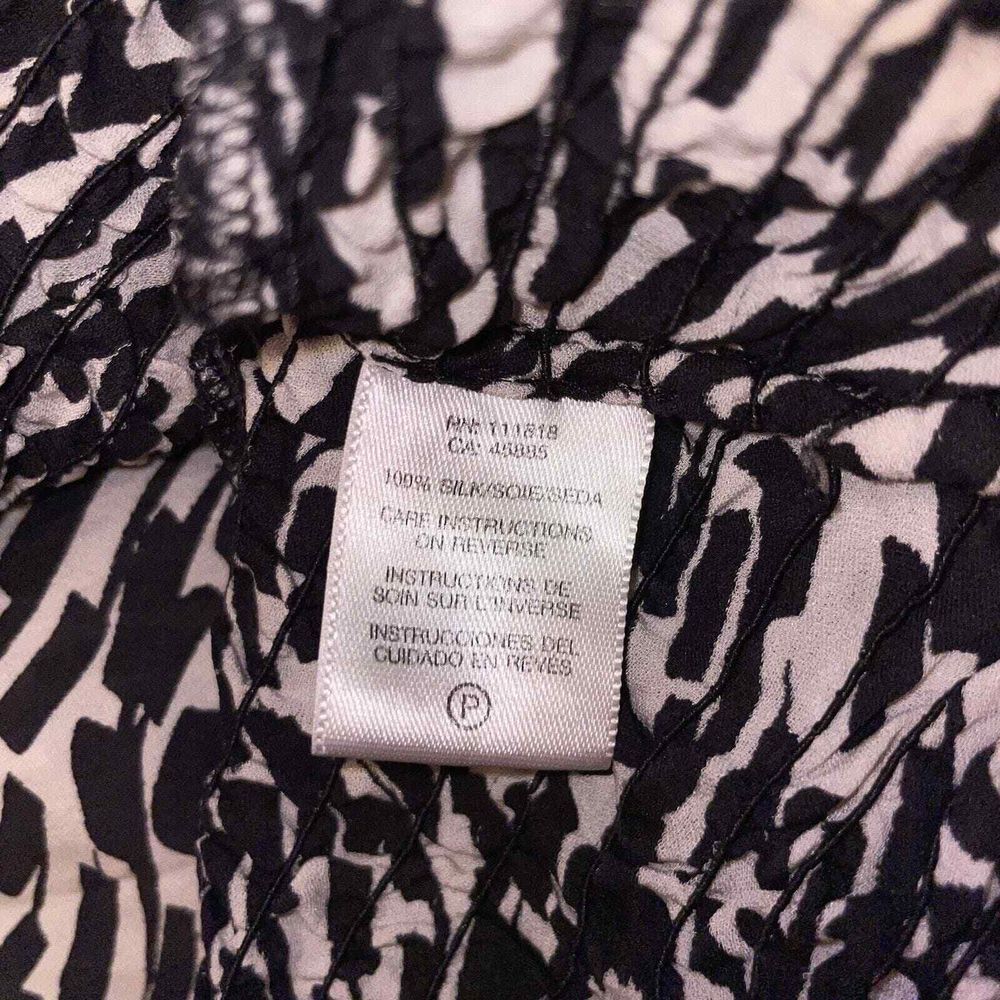 RN: 111818
CA: 45885
100% SILK/SOIE/SEDA
CARE INSTRUCTIONS
ON REVERSE
INSTRUCTIONS DE
SOIN SUR L'INVERSE
INSTRUCCIONES DEL
CUIDADO EN REVES
P